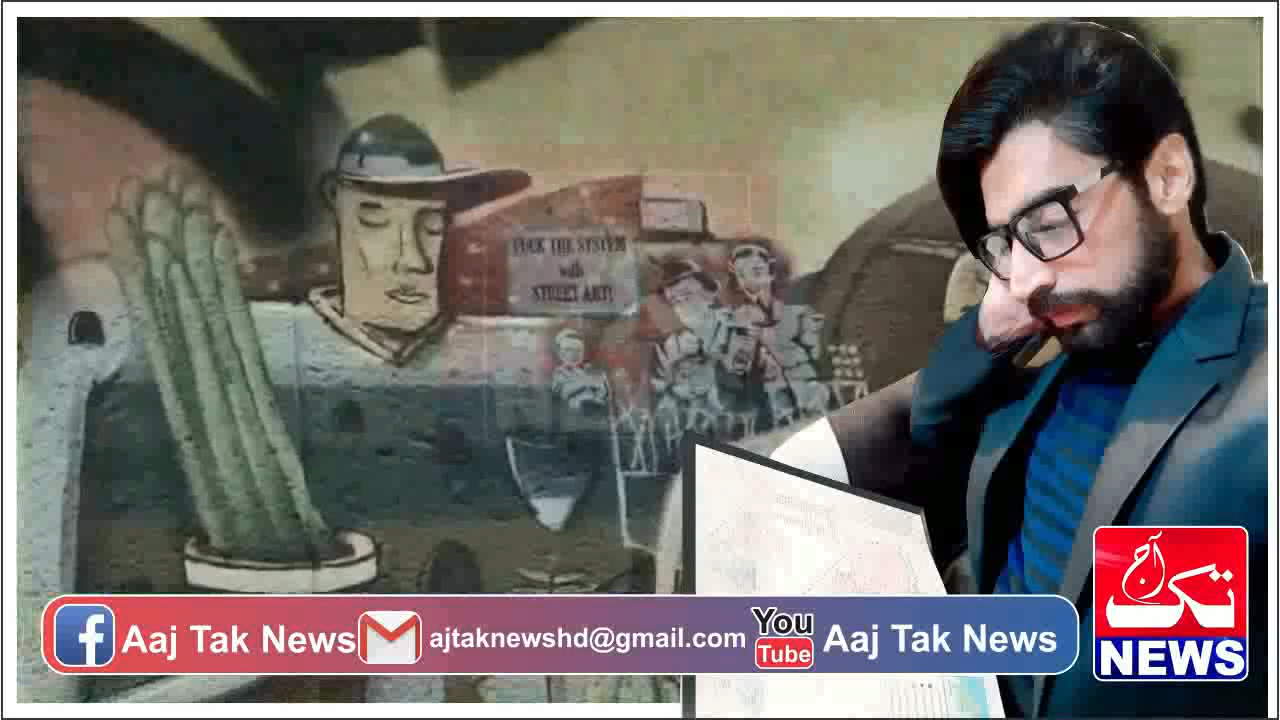 FUCK THE SYSTEM
with
STREET ART!
Aaj Tak News
ajtaknewshd@gmail.com
You
Tube
Aaj Tak News
آج
تک
NEWS